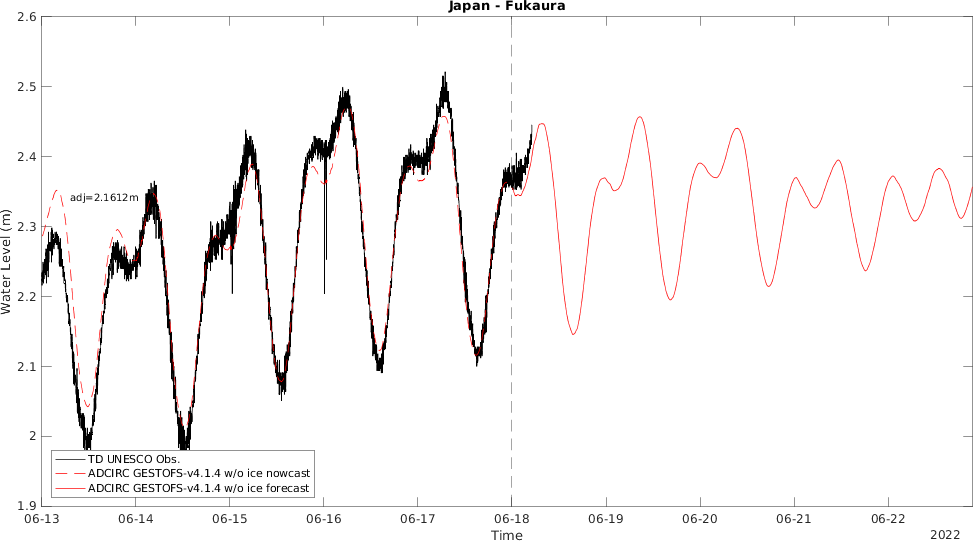 Japan - Fukaura
2.6
2.5
2.4
2.3
2.2
2.1
2
1.9
Water Level (m)
adj=2.1612m
TD UNESCO Obs.
ADCIRC GESTOFS-v4.1.4 w/o ice nowcast
ADCIRC GESTOFS-v4.1.4 w/o ice forecast
06-13 06-14 06-15 06-16 06-17 06-18 06-19 06-20 06-21 06-22
Time
2022